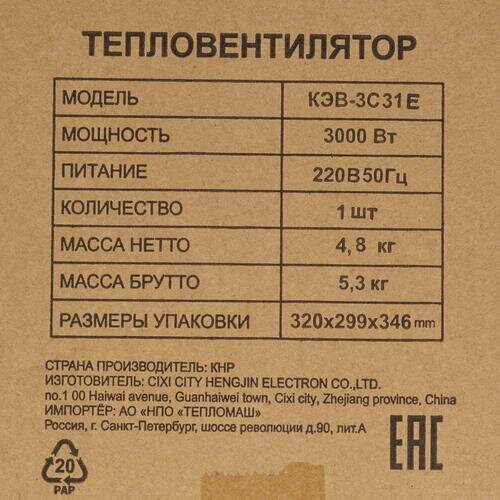 ТЕПЛОВЕНТИЛЯТОР
МОДЕЛЬ КЭВ-3С31Е
МОЩНОСТЬ 3000 Вт
ПИТАНИЕ 220В50Гц
КОЛИЧЕСТВО 1 шт
МАССА НЕТТО 4,8 кг
МАССА БРУТТО 5,3 кг
РАЗМЕРЫ УПАКОВКИ 320х299х346mm
СТРАНА ПРОИЗВОДИТЕЛЬ: КНР
ИЗГОТОВИТЕЛЬ: CIXI CITY HENGJIN ELECTRON CO.,LTD.
no.1 00 Haiwai avenue, Guanhaiwei town, Cixi city, Zhejiang province, China
ИМПОРТЁР: АО «НПО «ТЕПЛОМАШ»
Россия, г. Санкт-Петербург, шоссе революции д.90, лит.А
EAC
20
PAP